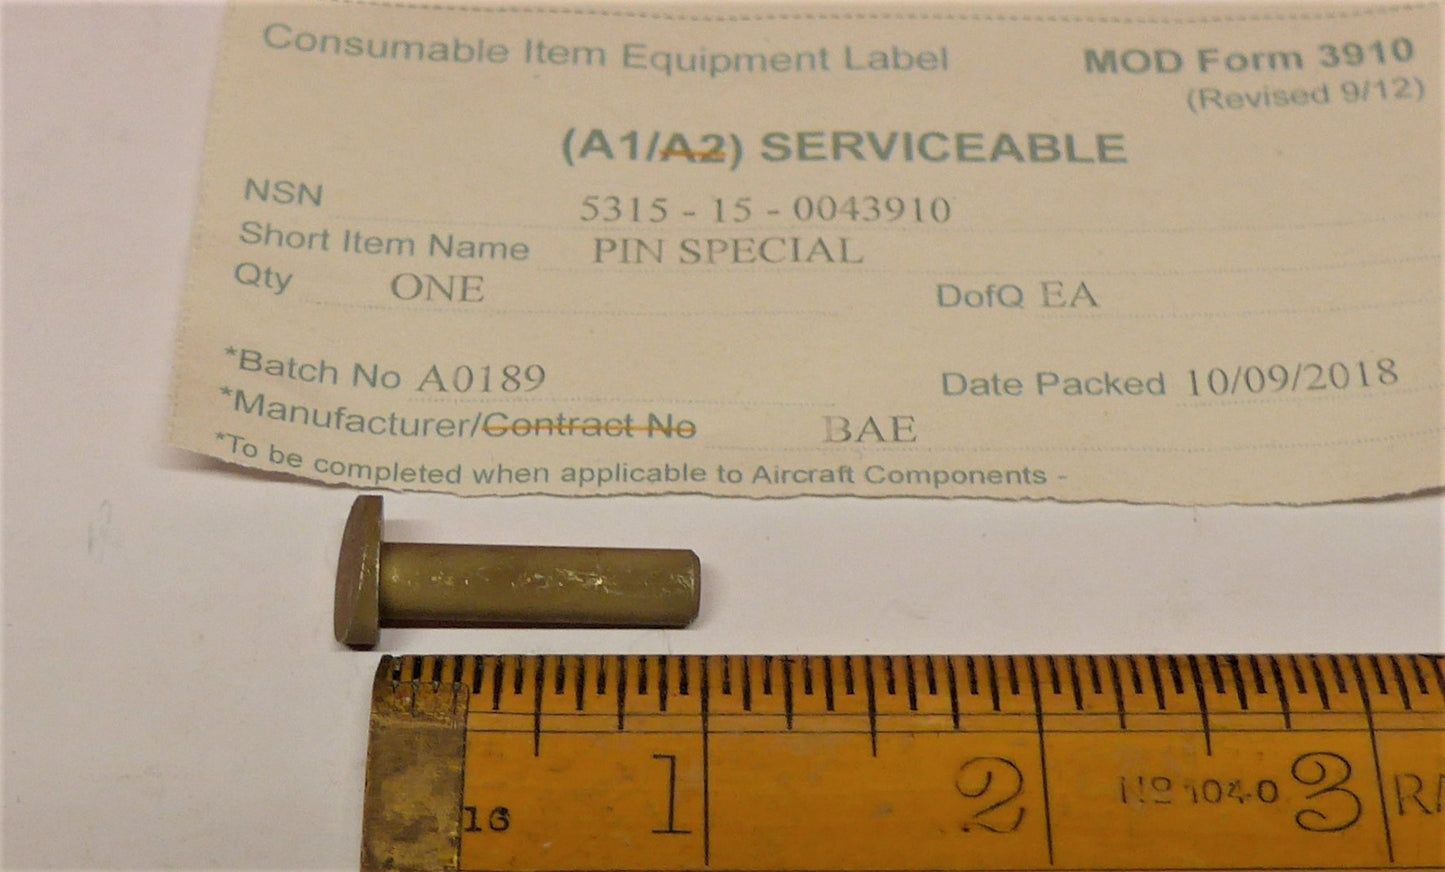 Consumable Item Equipment Label MOD Form 3910
(Revised 9/12)
(A1/A2) SERVICEABLE
NSN 5315 - 15 - 0043910
Short Item Name PIN SPECIAL
Qty ONE DofQ EA
*Batch No A0189 Date Packed 10/09/2018
*Manufacturer/Contract No BAE
*To be completed when applicable to Aircraft Components -
16 1 2 No 1040 3